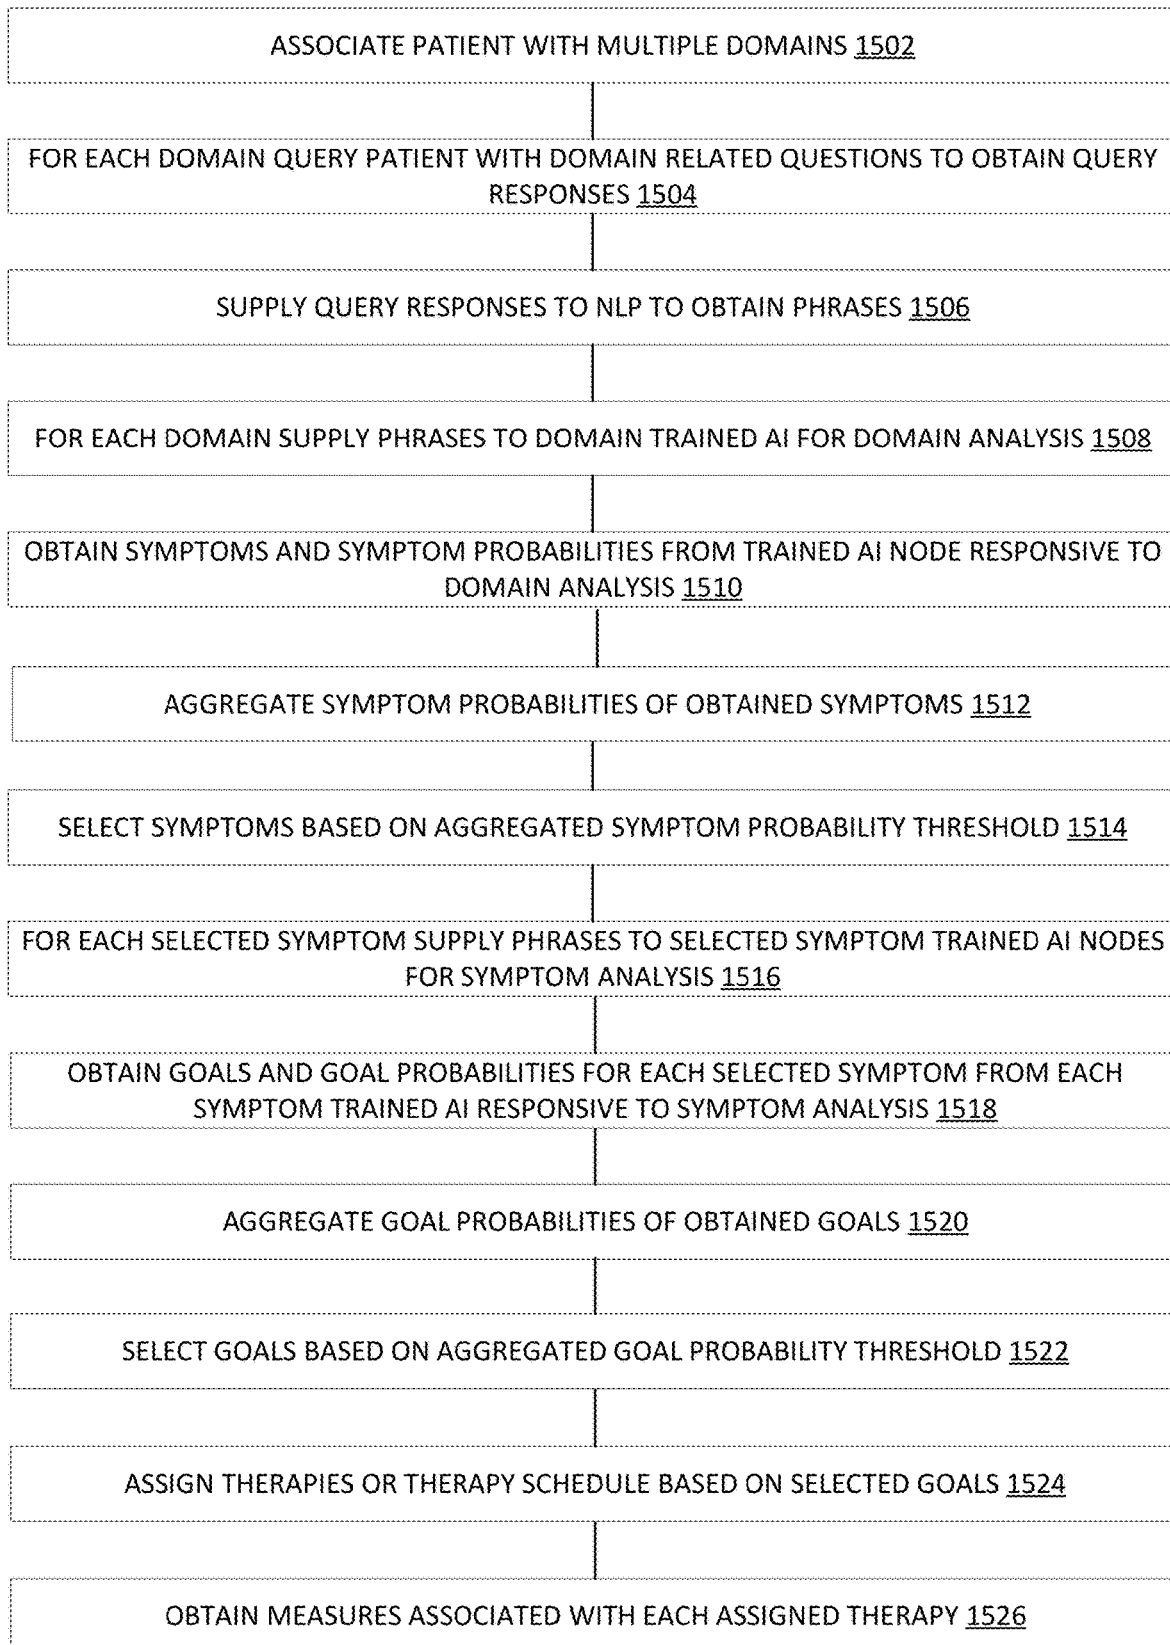 ASSOCIATE PATIENT WITH MULTIPLE DOMAINS 1502
FOR EACH DOMAIN QUERY PATIENT WITH DOMAIN RELATED QUESTIONS TO OBTAIN QUERY
RESPONSES 1504
SUPPLY QUERY RESPONSES TO NLP TO OBTAIN PHRASES 1506
FOR EACH DOMAIN SUPPLY PHRASES TO DOMAIN TRAINED AI FOR DOMAIN ANALYSIS 1508
OBTAIN SYMPTOMS AND SYMPTOM PROBABILITIES FROM TRAINED AI NODE RESPONSIVE TO
DOMAIN ANALYSIS 1510
AGGREGATE SYMPTOM PROBABILITIES OF OBTAINED SYMPTOMS 1512
SELECT SYMPTOMS BASED ON AGGREGATED SYMPTOM PROBABILITY THRESHOLD 1514
FOR EACH SELECTED SYMPTOM SUPPLY PHRASES TO SELECTED SYMPTOM TRAINED AI NODES
FOR SYMPTOM ANALYSIS 1516
OBTAIN GOALS AND GOAL PROBABILITIES FOR EACH SELECTED SYMPTOM FROM EACH
SYMPTOM TRAINED AI RESPONSIVE TO SYMPTOM ANALYSIS 1518
AGGREGATE GOAL PROBABILITIES OF OBTAINED GOALS 1520
SELECT GOALS BASED ON AGGREGATED GOAL PROBABILITY THRESHOLD 1522
ASSIGN THERAPIES OR THERAPY SCHEDULE BASED ON SELECTED GOALS 1524
OBTAIN MEASURES ASSOCIATED WITH EACH ASSIGNED THERAPY 1526